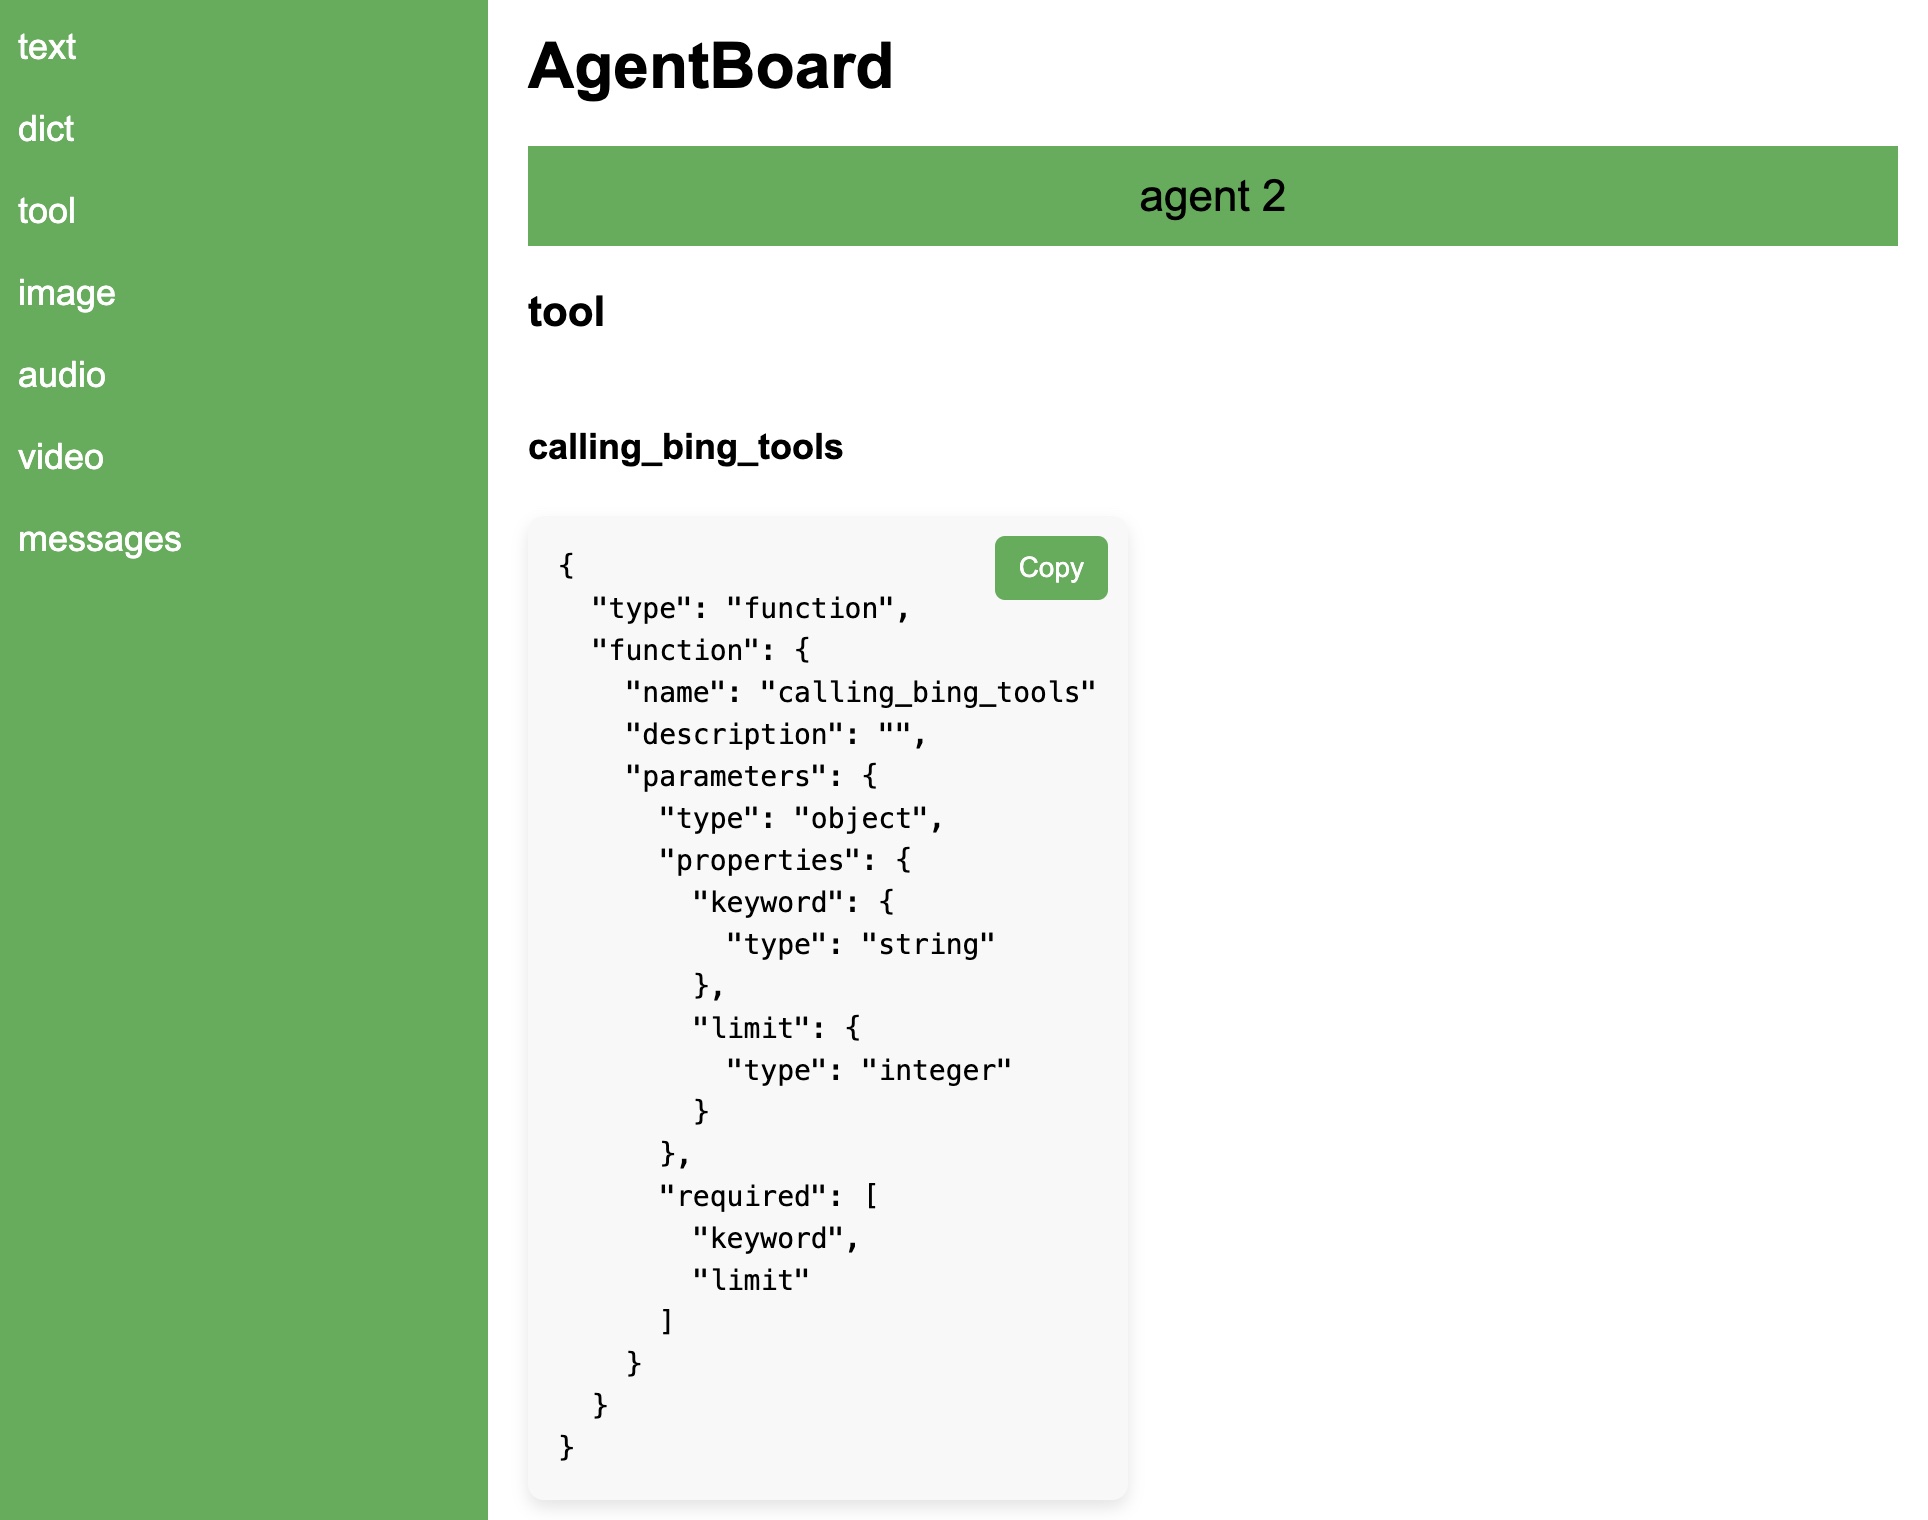 text
dict
tool
image
audio
video
messages
AgentBoard
agent 2
tool
calling_bing_tools
Copy
{
  "type": "function",
  "function": {
    "name": "calling_bing_tools"
    "description": "",
    "parameters": {
      "type": "object",
      "properties": {
        "keyword": {
          "type": "string"
        },
        "limit": {
          "type": "integer"
        }
      },
      "required": [
        "keyword",
        "limit"
      ]
    }
  }
}